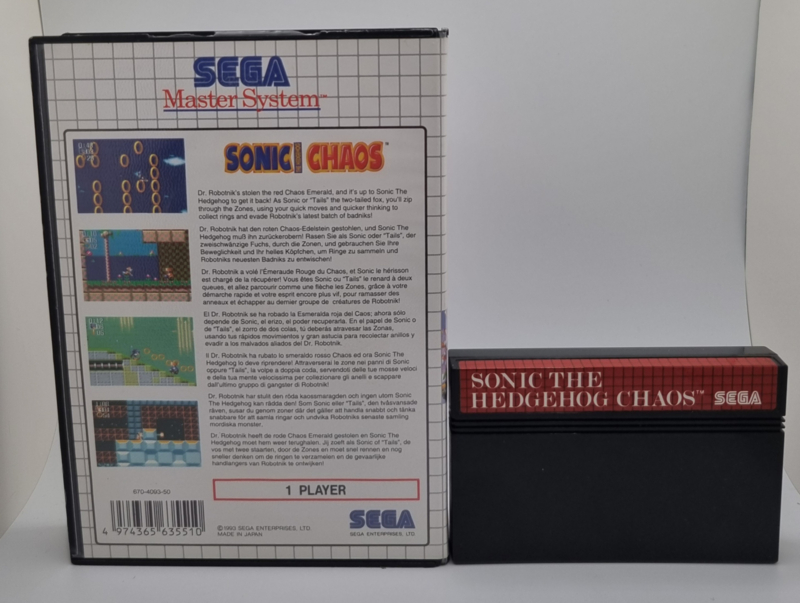 SEGA
Master System™
SONIC CHAOS
Dr. Robotnik's stolen the red Chaos Emerald, and it's up to Sonic The
Hedgehog to get it back! As Sonic or "Tails" the two-tailed fox, you'll zip
through the Zones, using your quick moves and quicker thinking to
collect rings and evade Robotnik's latest batch of badniks!
Dr. Robotnik hat den roten Chaos-Edelstein gestohlen, und Sonic The
Hedgehog muß ihn zurückerobern! Rasen Sie als Sonic oder "Tails", der
zweischwänzige Fuchs, durch die Zonen, und gebrauchen Sie Ihre
Beweglichkeit und Ihr helles Köpfchen, um Ringe zu sammeln und
Robotniks neuesten Badniks zu entwischen!
Dr. Robotnik a volé l'Émeraude Rouge du Chaos, et Sonic le hérisson
est chargé de la récupérer! Vous êtes Sonic ou "Tails" le renard à deux
queues, et allez parcourir comme une flèche les Zones, grâce à votre
démarche rapide et votre esprit encore plus vif, pour ramasser des
anneaux et échapper au dernier groupe de créatures de Robotnik!
El Dr. Robotnik se ha robado la Esmeralda roja del Caos; ahora sólo
depende de Sonic, el erizo, el poder recuperarla. En el papel de Sonic o
de "Tails", el zorro de dos colas, tú deberás atravesar las Zonas,
usando tus rápidos movimientos y gran astucia para recolectar anillos y
evadir a los malvados aliados del Dr. Robotnik.
Il Dr. Robotnik ha rubato lo smeraldo rosso Chaos ed ora Sonic The
Hedgehog lo deve riprendere! Attraverserai le zone nei panni di Sonic
oppure "Tails", la volpe a doppia coda, servendoti delle tue mosse veloci
e della tua mente velocissima per collezionare gli anelli e scappare
dall'ultimo gruppo di gangster di Robotnik!
Dr. Robotnik har stulit den röda kaossmaragden och ingen utom Sonic
The Hedgehog kan rädda den! Som Sonic eller "Tails", den tvåsvansade
räven, susar du genom zoner där det gäller att handla snabbt och tänka
snabbare för att samla ringar och undvika Robotniks senaste samling
mordiska monster.
Dr. Robotnik heeft de rode Chaos Emerald gestolen en Sonic The
Hedgehog moet hem weer terughalen. Jij zoeft als Sonic of "Tails", de
vos met twee staarten, door de Zones en moet snel rennen en nog
sneller denken om de ringen te verzamelen en de gevaarlijke
handlangers van Robotnik te ontwijken!
670-4093-50
1 PLAYER
4 974365 635510
©1993 SEGA ENTERPRISES, LTD.
MADE IN JAPAN
SEGA
SEGA ENTERPRISES, LTD.
SONIC THE
HEDGEHOG CHAOS™ SEGA